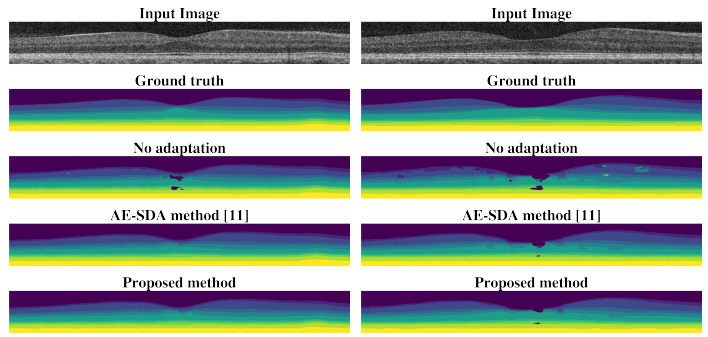 Input Image
Input Image
Ground truth
Ground truth
No adaptation
No adaptation
AE-SDA method [11]
AE-SDA method [11]
Proposed method
Proposed method